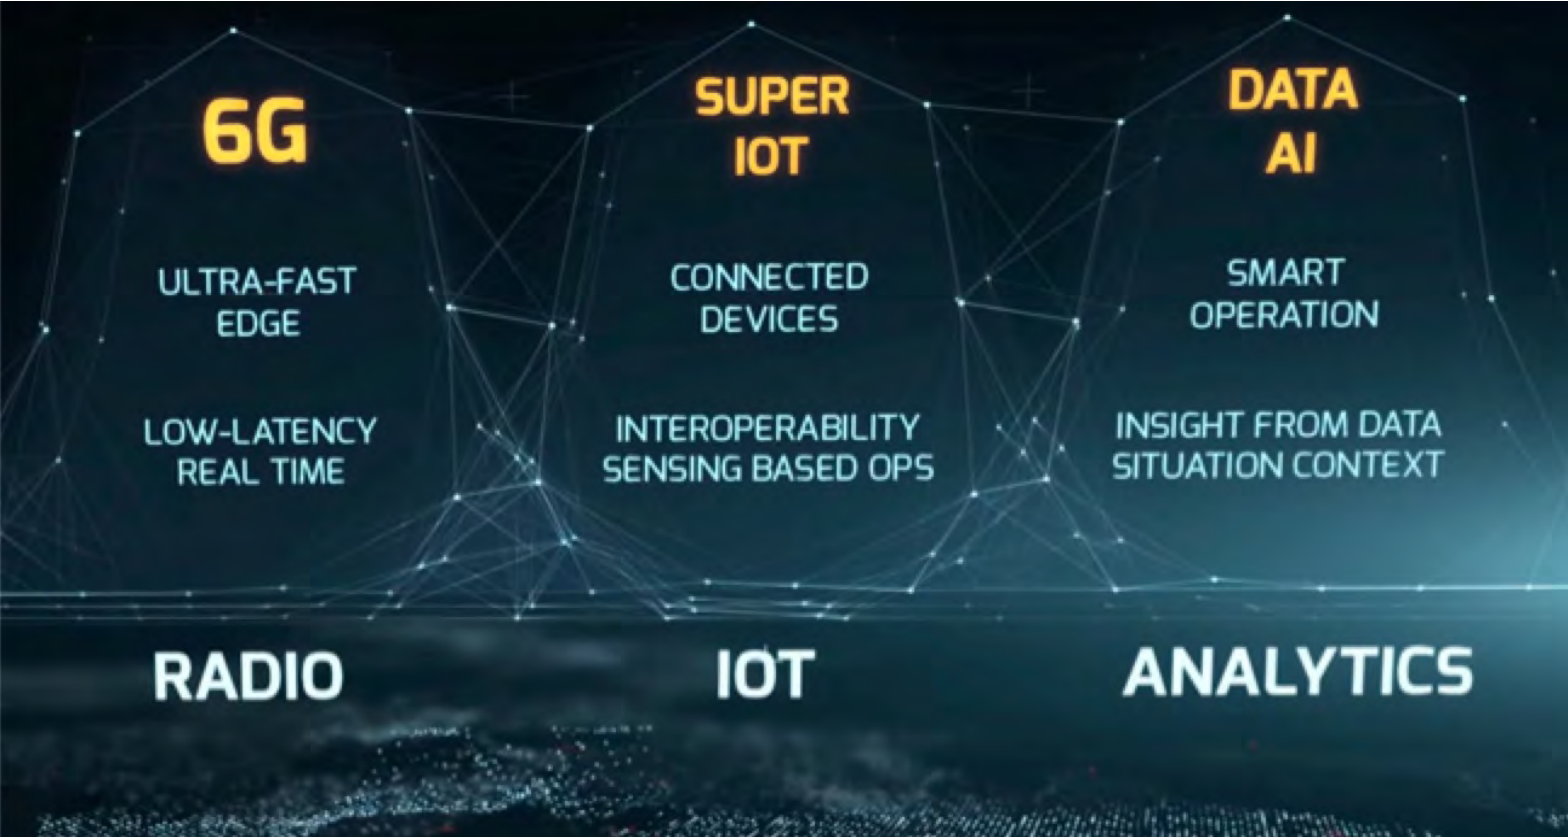 6G
ULTRA-FAST
EDGE
LOW-LATENCY
REAL TIME
RADIO
SUPER
IOT
CONNECTED
DEVICES
INTEROPERABILITY
SENSING BASED OPS
IOT
DATA
AI
SMART
OPERATION
INSIGHT FROM DATA
SITUATION CONTEXT
ANALYTICS